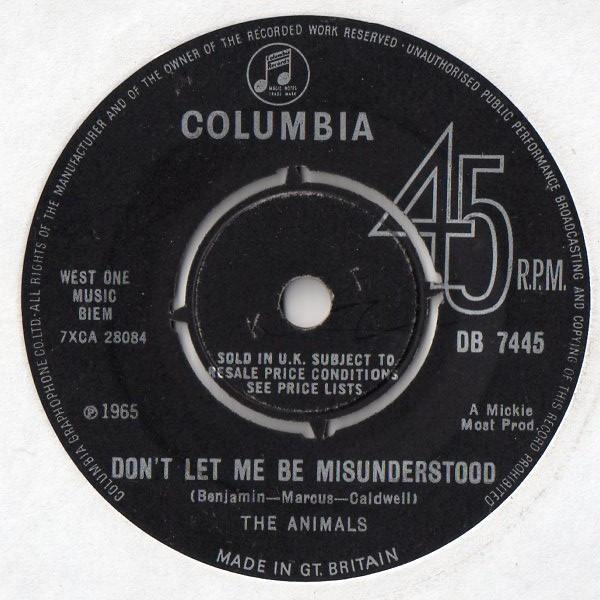 COLUMBIA GRAPHOPHONE CO. LTD. · ALL RIGHTS OF THE MANUFACTURER AND OF THE OWNER OF THE RECORDED WORK RESERVED · UNAUTHORISED PUBLIC PERFORMANCE BROADCASTING AND COPYING OF THIS RECORD PROHIBITED
MAGIC NOTES
TRADE MARK
COLUMBIA
45
R.P.M.
WEST ONE
MUSIC
BIEM
7XCA 28084
K T
DB 7445
SOLD IN U.K. SUBJECT TO
RESALE PRICE CONDITIONS
SEE PRICE LISTS
℗ 1965
A Mickie
Most Prod.
DON'T LET ME BE MISUNDERSTOOD
(Benjamin—Marcus—Caldwell)
THE ANIMALS
MADE IN GT. BRITAIN